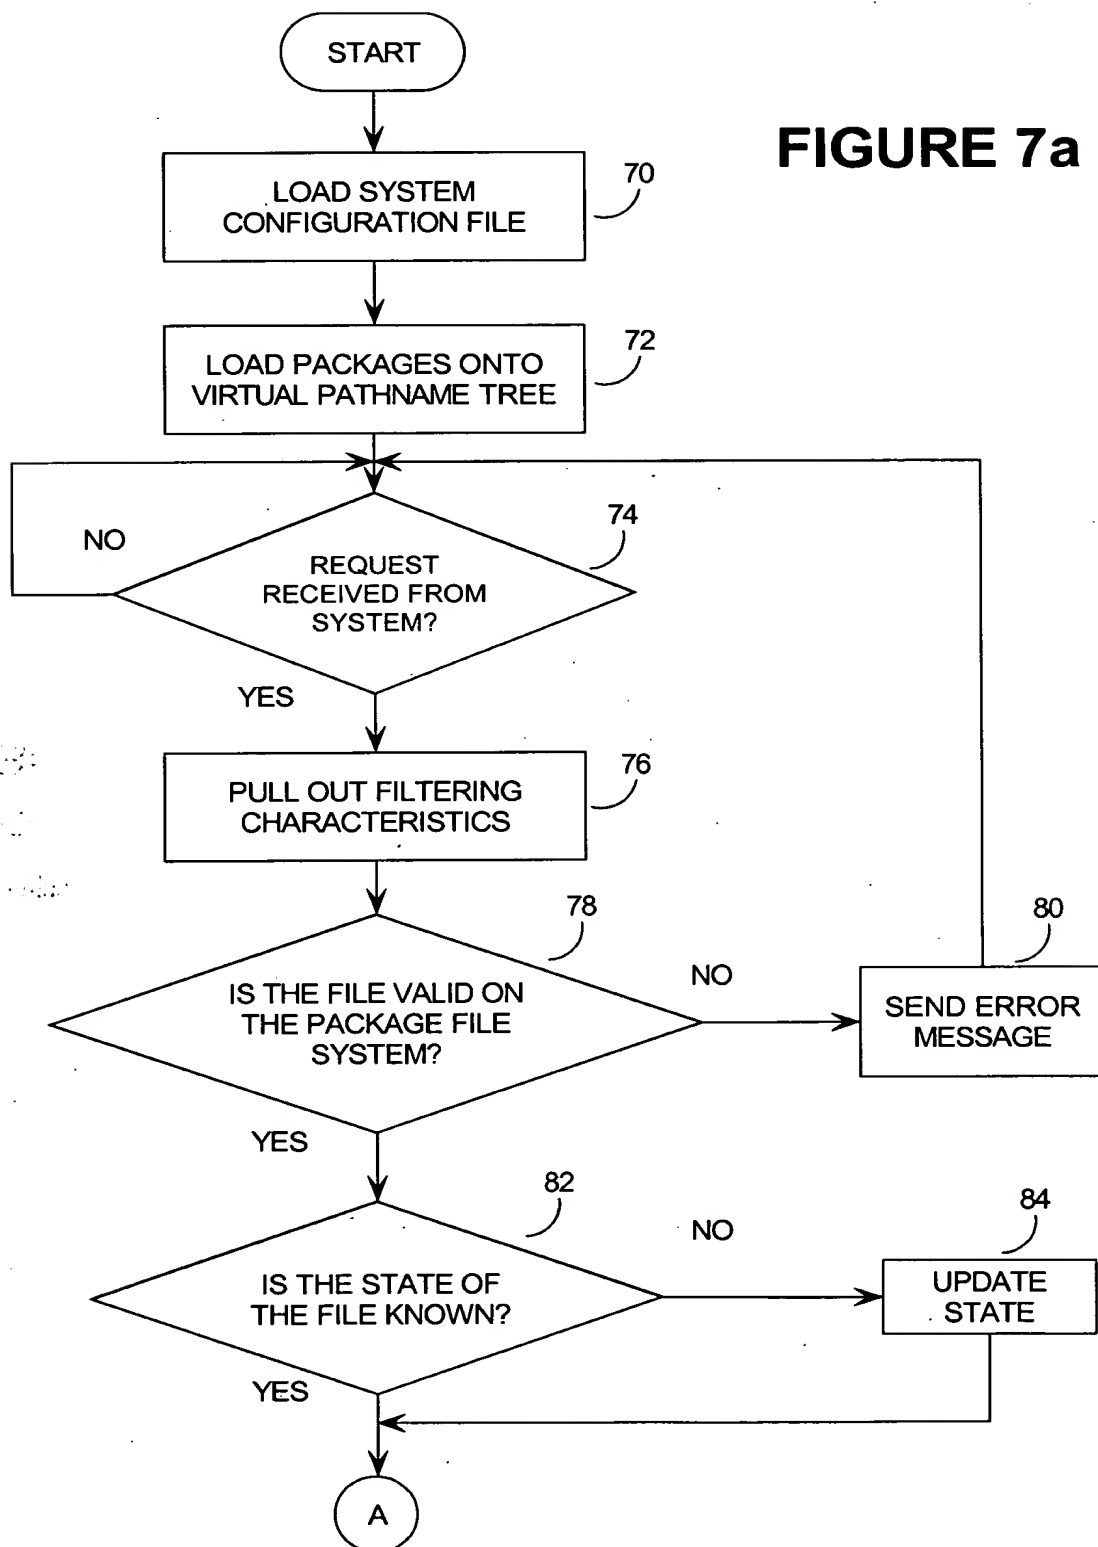 START
FIGURE 7a
LOAD SYSTEM
CONFIGURATION FILE
70
LOAD PACKAGES ONTO
VIRTUAL PATHNAME TREE
72
NO
REQUEST
RECEIVED FROM
SYSTEM?
74
YES
PULL OUT FILTERING
CHARACTERISTICS
76
IS THE FILE VALID ON
THE PACKAGE FILE
SYSTEM?
78
NO
SEND ERROR
MESSAGE
80
YES
IS THE STATE OF
THE FILE KNOWN?
82
NO
UPDATE
STATE
84
YES
A